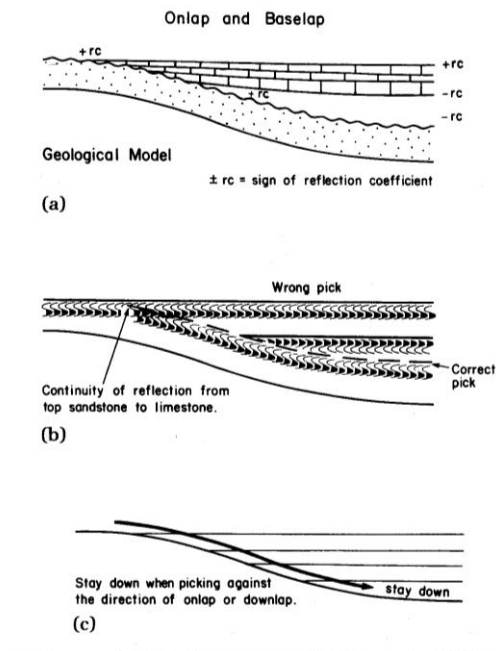 Onlap and Baselap
+rc
+rc
+rc
-rc
-rc
Geological Model
± rc = sign of reflection coefficient
(a)
Wrong pick
Correct
pick
Continuity of reflection from
top sandstone to limestone.
(b)
Stay down when picking against
the direction of onlap or downlap.
stay down
(c)